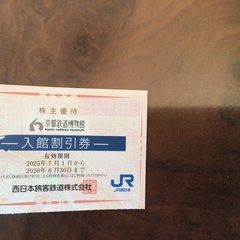 株主優待
京都鉄道博物館
KYOTO RAILWAY MUSEUM
入館割引券
有効期間
2025年7月1日から
2026年6月30日まで
西日本旅客鉄道株式会社
JR
JR西日本